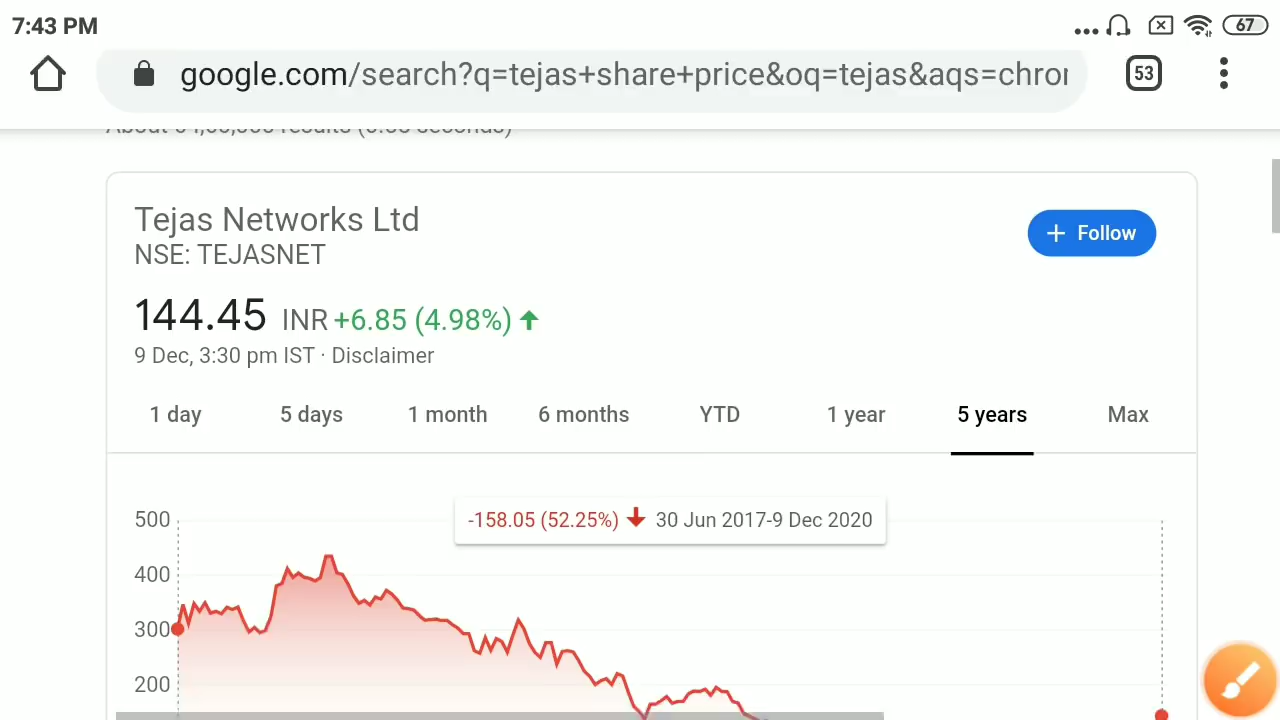 7:43 PM
67
google.com/search?q=tejas+share+price&oq=tejas&aqs=chror
53
Tejas Networks Ltd
NSE: TEJASNET
+ Follow
144.45 INR +6.85 (4.98%)
9 Dec, 3:30 pm IST · Disclaimer
1 day 5 days 1 month 6 months YTD 1 year 5 years Max
-158.05 (52.25%) 30 Jun 2017-9 Dec 2020
500
400
300
200